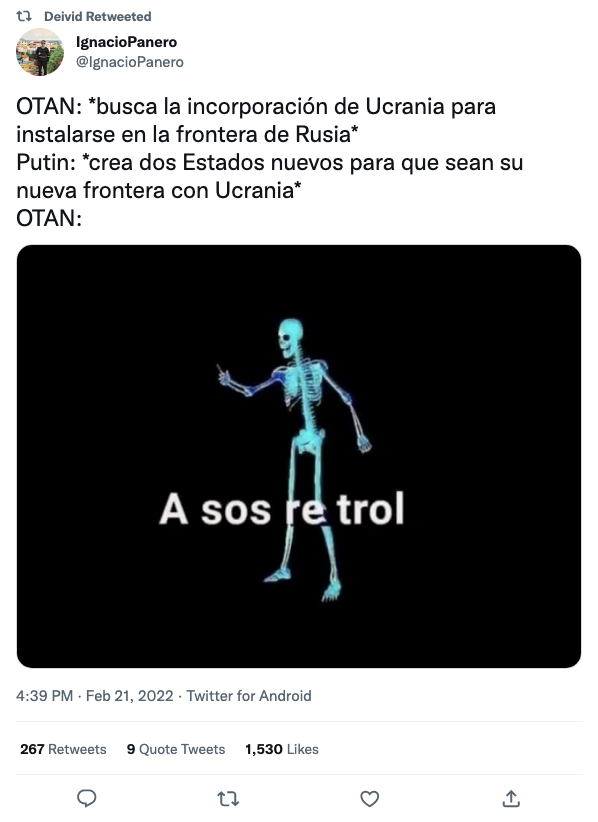 Deivid Retweeted
IgnacioPanero
@IgnacioPanero
OTAN: *busca la incorporación de Ucrania para
instalarse en la frontera de Rusia*
Putin: *crea dos Estados nuevos para que sean su
nueva frontera con Ucrania*
OTAN:
A sos re trol
4:39 PM · Feb 21, 2022 · Twitter for Android
267 Retweets 9 Quote Tweets 1,530 Likes